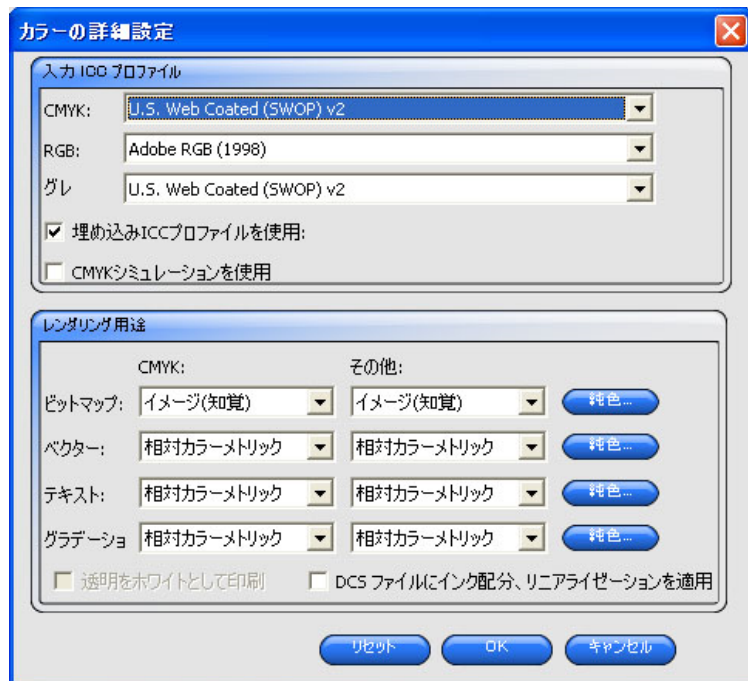 カラーの詳細設定
入力 ICC プロファイル
CMYK: U.S. Web Coated (SWOP) v2
RGB: Adobe RGB (1998)
グレ U.S. Web Coated (SWOP) v2
埋め込みICCプロファイルを使用:
CMYKシミュレーションを使用
レンダリング用途
CMYK: その他:
ビットマップ: イメージ(知覚) イメージ(知覚) 純色...
ベクター: 相対カラーメトリック 相対カラーメトリック 純色...
テキスト: 相対カラーメトリック 相対カラーメトリック 純色...
グラデーショ 相対カラーメトリック 相対カラーメトリック 純色...
透明をホワイトとして印刷 DCS ファイルにインク配分、リニアライゼーションを適用
リセット OK キャンセル